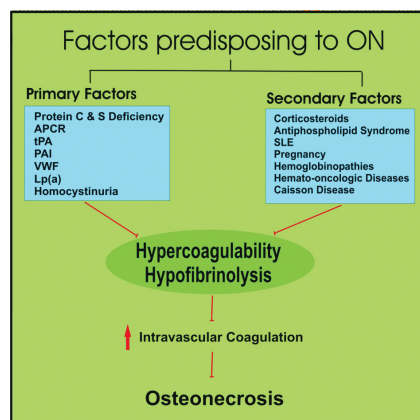 Factors predisposing to ON
Primary Factors
Protein C & S Deficiency
APCR
tPA
PAI
VWF
Lp(a)
Homocystinuria
Secondary Factors
Corticosteroids
Antiphospholipid Syndrome
SLE
Pregnancy
Hemoglobinopathies
Hemato-oncologic Diseases
Caisson Disease
Hypercoagulability
Hypofibrinolysis
Intravascular Coagulation
Osteonecrosis